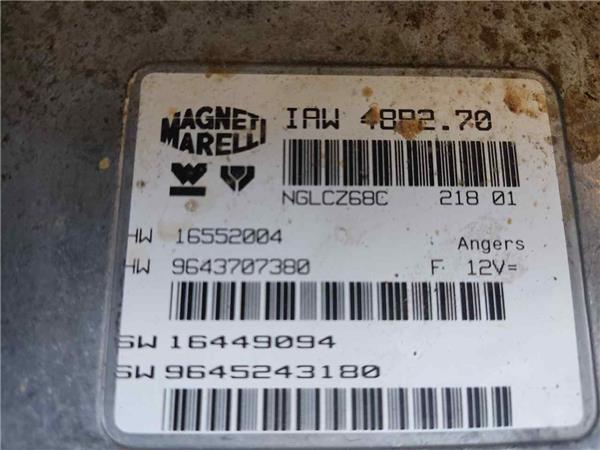 MAGNETI
MARELLI
IAW 48P2.70
NGLCZ68C 218 01
HW 16552004 Angers
HW 9643707380 F 12V=
SW 16449094
SW 9645243180